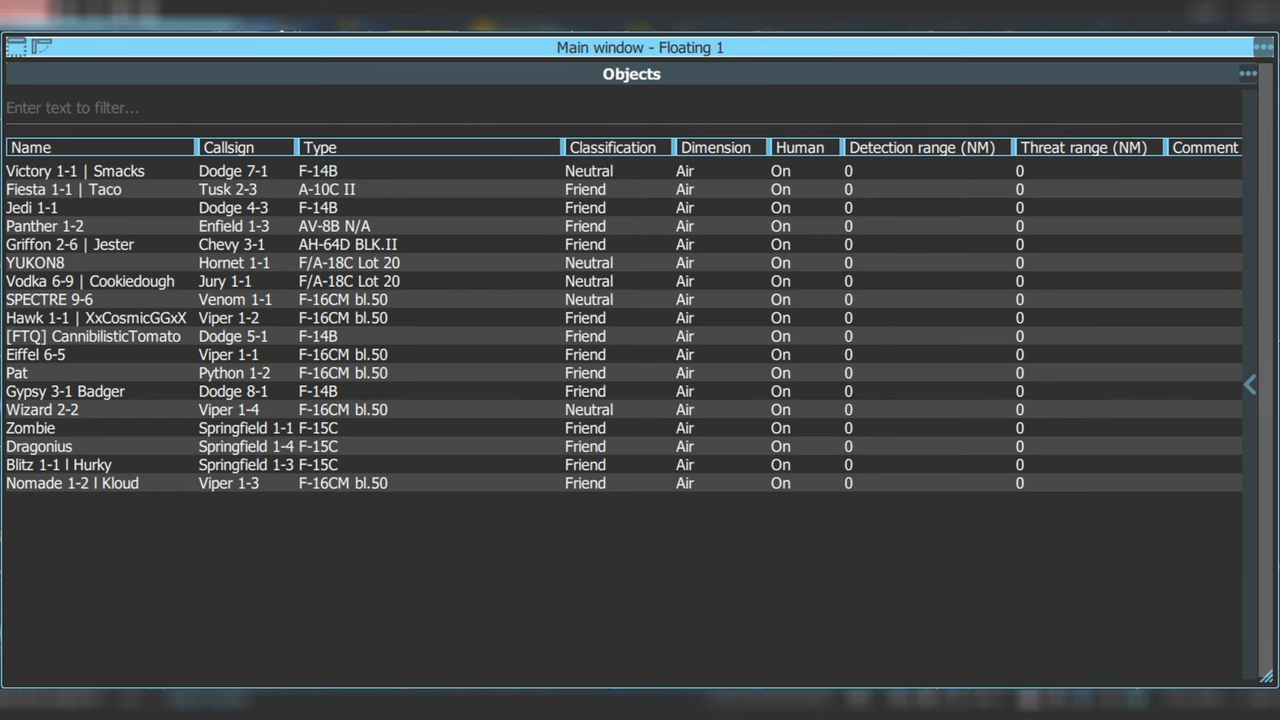 Main window - Floating 1
Objects
Enter text to filter...
Name Callsign Type Classification Dimension Human Detection range (NM) Threat range (NM) Comment
Victory 1-1 | Smacks Dodge 7-1 F-14B Neutral Air On 0 0
Fiesta 1-1 | Taco Tusk 2-3 A-10C II Friend Air On 0 0
Jedi 1-1 Dodge 4-3 F-14B Friend Air On 0 0
Panther 1-2 Enfield 1-3 AV-8B N/A Friend Air On 0 0
Griffon 2-6 | Jester Chevy 3-1 AH-64D BLK.II Friend Air On 0 0
YUKON8 Hornet 1-1 F/A-18C Lot 20 Neutral Air On 0 0
Vodka 6-9 | Cookiedough Jury 1-1 F/A-18C Lot 20 Neutral Air On 0 0
SPECTRE 9-6 Venom 1-1 F-16CM bl.50 Neutral Air On 0 0
Hawk 1-1 | XxCosmicGGxX Viper 1-2 F-16CM bl.50 Friend Air On 0 0
[FTQ] CannibilisticTomato Dodge 5-1 F-14B Friend Air On 0 0
Eiffel 6-5 Viper 1-1 F-16CM bl.50 Friend Air On 0 0
Pat Python 1-2 F-16CM bl.50 Friend Air On 0 0
Gypsy 3-1 Badger Dodge 8-1 F-14B Friend Air On 0 0
Wizard 2-2 Viper 1-4 F-16CM bl.50 Neutral Air On 0 0
Zombie Springfield 1-1 F-15C Friend Air On 0 0
Dragonius Springfield 1-4 F-15C Friend Air On 0 0
Blitz 1-1 l Hurky Springfield 1-3 F-15C Friend Air On 0 0
Nomade 1-2 l Kloud Viper 1-3 F-16CM bl.50 Friend Air On 0 0